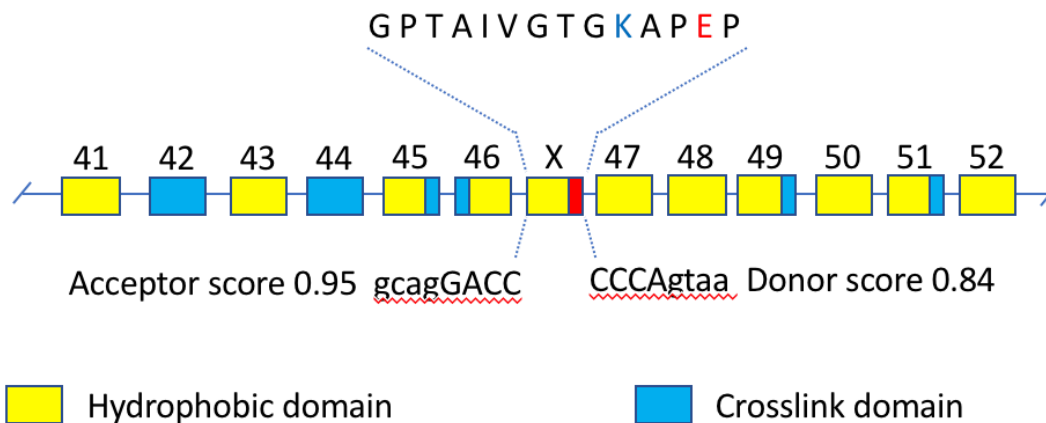 G P T A I V G T G K A P E P
41 42 43 44 45 46 X 47 48 49 50 51 52
Acceptor score 0.95 gcagGACC CCCAgtaa Donor score 0.84
Hydrophobic domain Crosslink domain